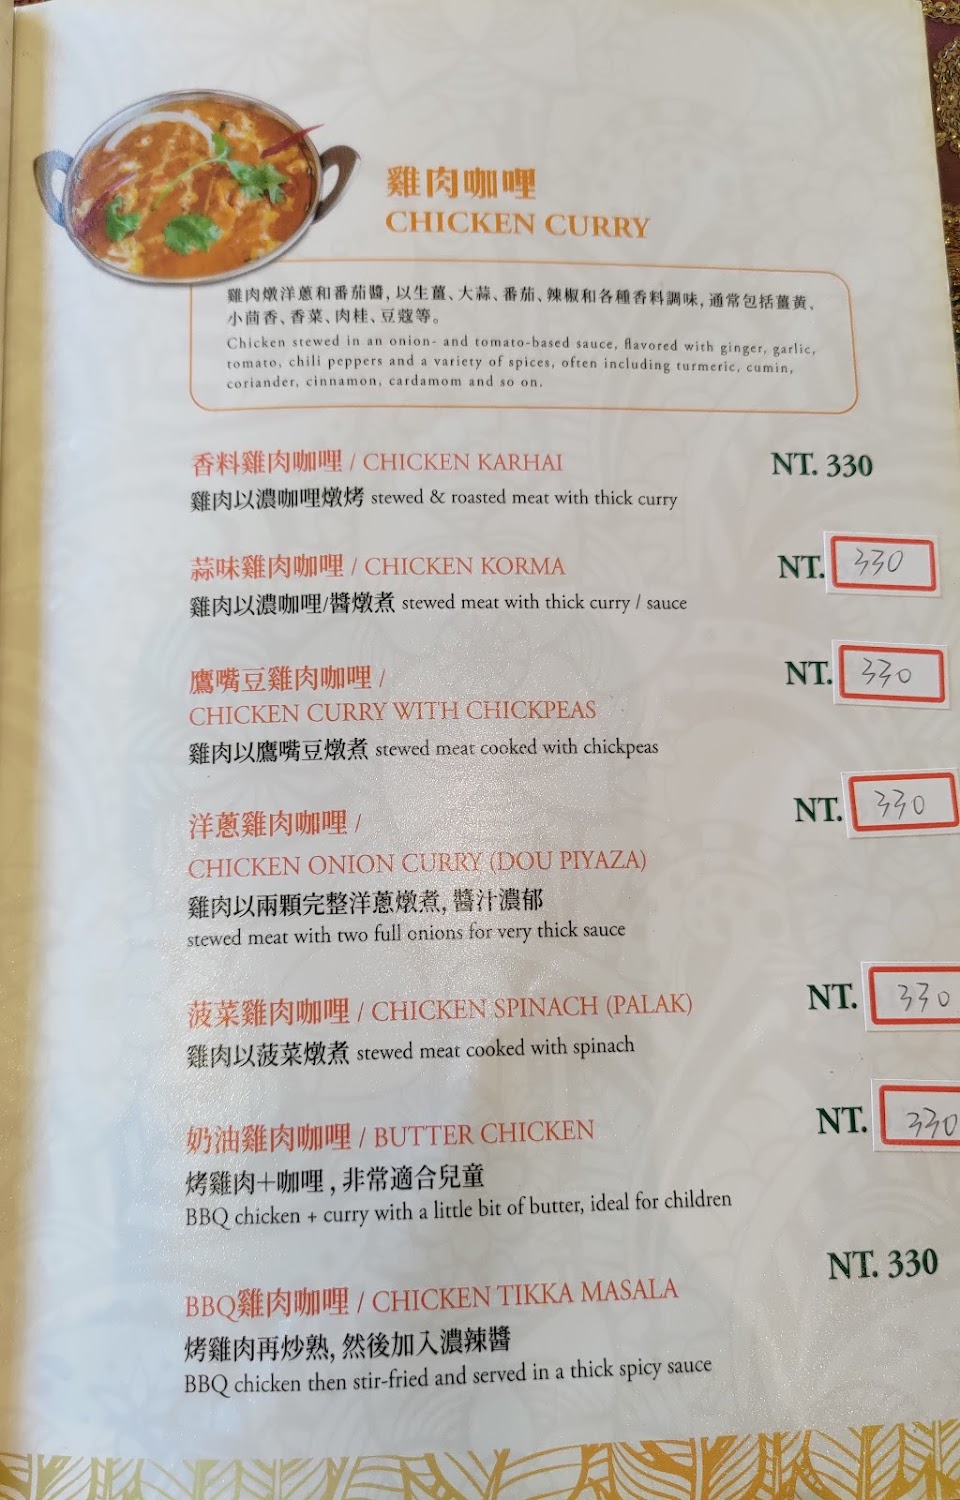 雞肉咖哩
CHICKEN CURRY
雞肉燉洋蔥和番茄醬, 以生薑、大蒜、番茄、辣椒和各種香料調味, 通常包括薑黃、
小茴香、香菜、肉桂、豆蔻等。
Chicken stewed in an onion- and tomato-based sauce, flavored with ginger, garlic,
tomato, chili peppers and a variety of spices, often including turmeric, cumin,
coriander, cinnamon, cardamom and so on.
香料雞肉咖哩 / CHICKEN KARHAI NT. 330
雞肉以濃咖哩燉烤 stewed & roasted meat with thick curry
蒜味雞肉咖哩 / CHICKEN KORMA NT. 330
雞肉以濃咖哩/醬燉煮 stewed meat with thick curry / sauce
鷹嘴豆雞肉咖哩 / NT. 330
CHICKEN CURRY WITH CHICKPEAS
雞肉以鷹嘴豆燉煮 stewed meat cooked with chickpeas
洋蔥雞肉咖哩 / NT. 330
CHICKEN ONION CURRY (DOU PIYAZA)
雞肉以兩顆完整洋蔥燉煮, 醬汁濃郁
stewed meat with two full onions for very thick sauce
菠菜雞肉咖哩 / CHICKEN SPINACH (PALAK) NT. 330
雞肉以菠菜燉煮 stewed meat cooked with spinach
奶油雞肉咖哩 / BUTTER CHICKEN NT. 330
烤雞肉+咖哩 , 非常適合兒童
BBQ chicken + curry with a little bit of butter, ideal for children
BBQ雞肉咖哩 / CHICKEN TIKKA MASALA NT. 330
烤雞肉再炒熟, 然後加入濃辣醬
BBQ chicken then stir-fried and served in a thick spicy sauce